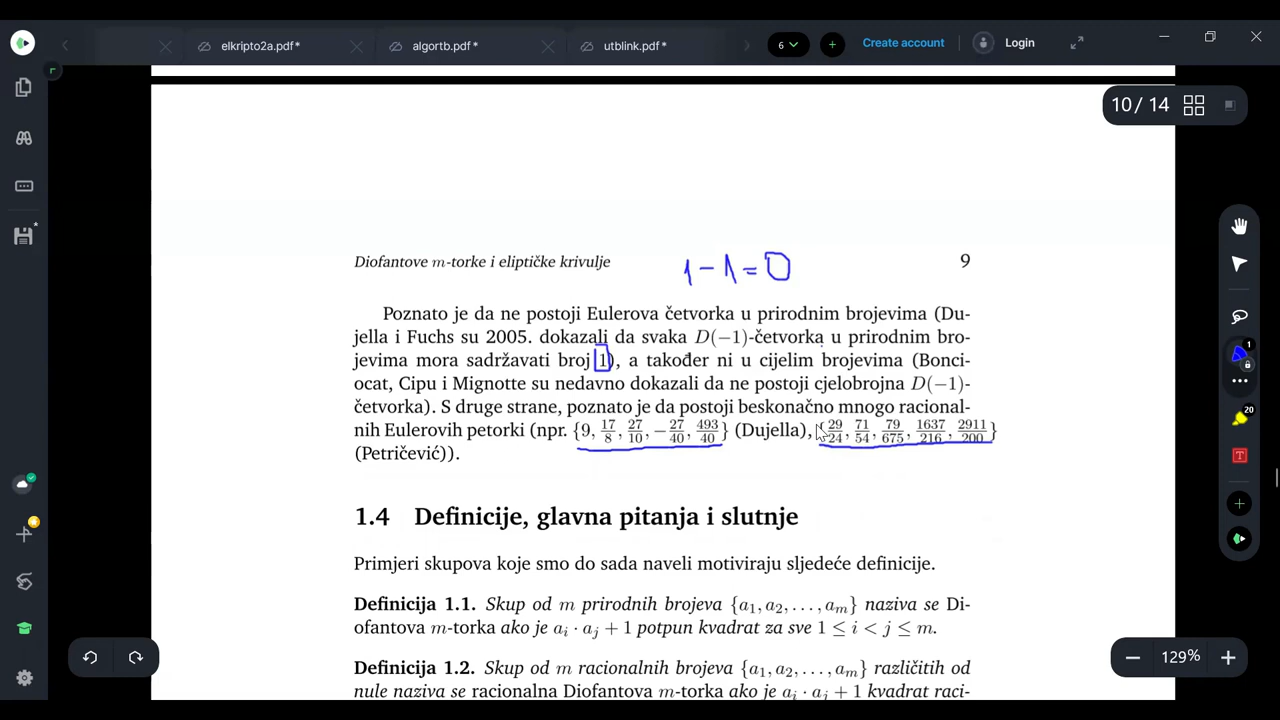 elkripto2a.pdf* algortb.pdf* utblink.pdf* 6 Create account Login
10 / 14
Diofantove m-torke i eliptičke krivulje 1 - 1 = 0 9
Poznato je da ne postoji Eulerova četvorka u prirodnim brojevima (Du-
jella i Fuchs su 2005. dokazali da svaka D(−1)-četvorka u prirodnim bro-
jevima mora sadržavati broj 1), a također ni u cijelim brojevima (Bonci-
ocat, Cipu i Mignotte su nedavno dokazali da ne postoji cjelobrojna D(−1)-
četvorka). S druge strane, poznato je da postoji beskonačno mnogo racional-
nih Eulerovih petorki (npr. {9, 17/8, 27/10, −27/40, 493/40} (Dujella), {29/24, 71/54, 79/675, 1637/216, 2911/200}
(Petričević)).
1.4 Definicije, glavna pitanja i slutnje
Primjeri skupova koje smo do sada naveli motiviraju sljedeće definicije.
Definicija 1.1. Skup od m prirodnih brojeva {a₁, a₂, . . . , aₘ} naziva se Di-
ofantova m-torka ako je aᵢ · aⱼ + 1 potpun kvadrat za sve 1 ≤ i < j ≤ m.
Definicija 1.2. Skup od m racionalnih brojeva {a₁, a₂, . . . , aₘ} različitih od
nule naziva se racionalna Diofantova m-torka ako je aᵢ · aⱼ + 1 kvadrat raci-
1
20
T
129%